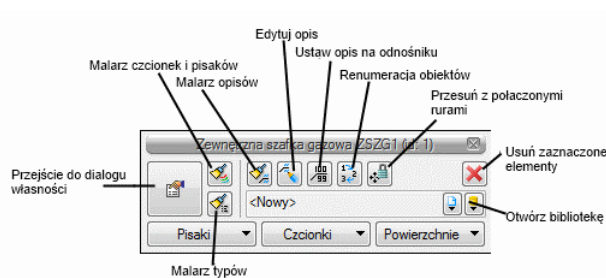 Edytuj opis
Ustaw opis na odnośniku
Malarz czcionek i pisaków
Malarz opisów
Renumeracja obiektów
Przesuń z połaczonymi
rurami
Zewnętrzna szafka gazowa ZSZG1 (id: 1)
Usuń zaznaczone
elementy
Przejście do dialogu
własności
<Nowy>
Otwórz bibliotekę
Pisaki
Czcionki
Powierzchnie
Malarz typów